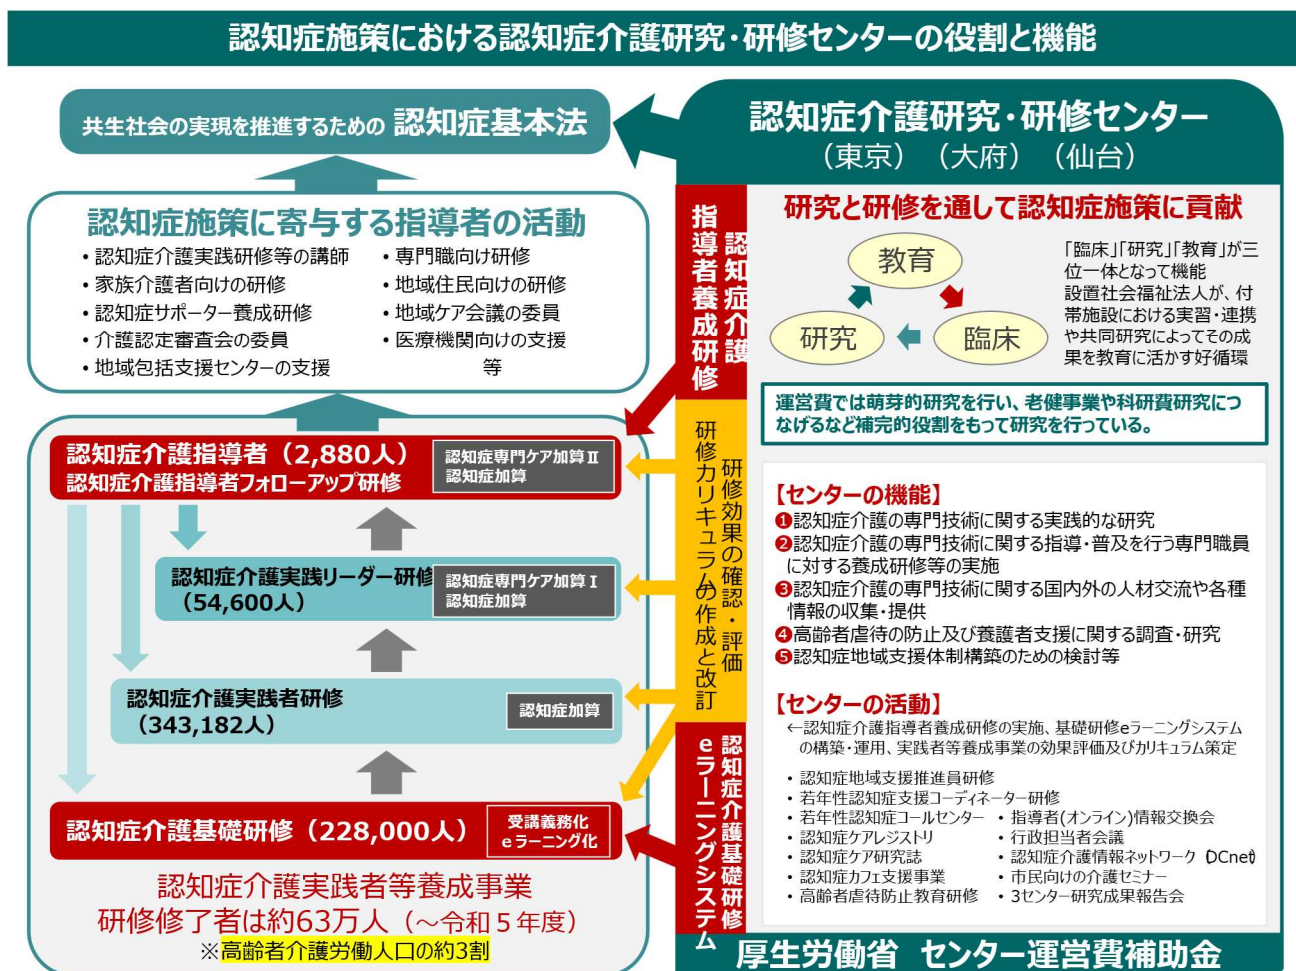 認知症施策における認知症介護研究・研修センターの役割と機能
共生社会の実現を推進するための 認知症基本法
認知症施策に寄与する指導者の活動
・認知症介護実践研修等の講師
・家族介護者向けの研修
・認知症サポーター養成研修
・介護認定審査会の委員
・地域包括支援センターの支援
・専門職向け研修
・地域住民向けの研修
・地域ケア会議の委員
・医療機関向けの支援
等
認知症介護指導者（2,880人）
認知症介護指導者フォローアップ研修
認知症専門ケア加算Ⅱ
認知症加算
認知症介護実践リーダー研修
（54,600人）
認知症専門ケア加算Ⅰ
認知症加算
認知症介護実践者研修
（343,182人）
認知症加算
認知症介護基礎研修（228,000人）
受講義務化
eラーニング化
認知症介護実践者等養成事業
研修修了者は約63万人（～令和５年度）
※高齢者介護労働人口の約3割
認知症介護研究・研修センター
（東京）（大府）（仙台）
認知症介護
指導者養成研修
研修効果の確認・評価
研修カリキュラムの作成と改訂
認知症介護基礎研修
eラーニングシステム
研究と研修を通して認知症施策に貢献
教育
研究
臨床
「臨床」「研究」「教育」が三
位一体となって機能
設置社会福祉法人が、付
帯施設における実習・連携
や共同研究によってその成
果を教育に活かす好循環
運営費では萌芽的研究を行い、老健事業や科研費研究につ
なげるなど補完的役割をもって研究を行っている。
【センターの機能】
❶認知症介護の専門技術に関する実践的な研究
❷認知症介護の専門技術に関する指導・普及を行う専門職員
に対する養成研修等の実施
❸認知症介護の専門技術に関する国内外の人材交流や各種
情報の収集・提供
❹高齢者虐待の防止及び養護者支援に関する調査・研究
❺認知症地域支援体制構築のための検討等
【センターの活動】
←認知症介護指導者養成研修の実施、基礎研修eラーニングシステム
の構築・運用、実践者等養成事業の効果評価及びカリキュラム策定
・認知症地域支援推進員研修
・若年性認知症支援コーディネーター研修
・若年性認知症コールセンター
・認知症ケアレジストリ
・認知症ケア研究誌
・認知症カフェ支援事業
・高齢者虐待防止教育研修
・指導者(オンライン)情報交換会
・行政担当者会議
・認知症介護情報ネットワーク（DCnet）
・市民向けの介護セミナー
・3センター研究成果報告会
厚生労働省 センター運営費補助金